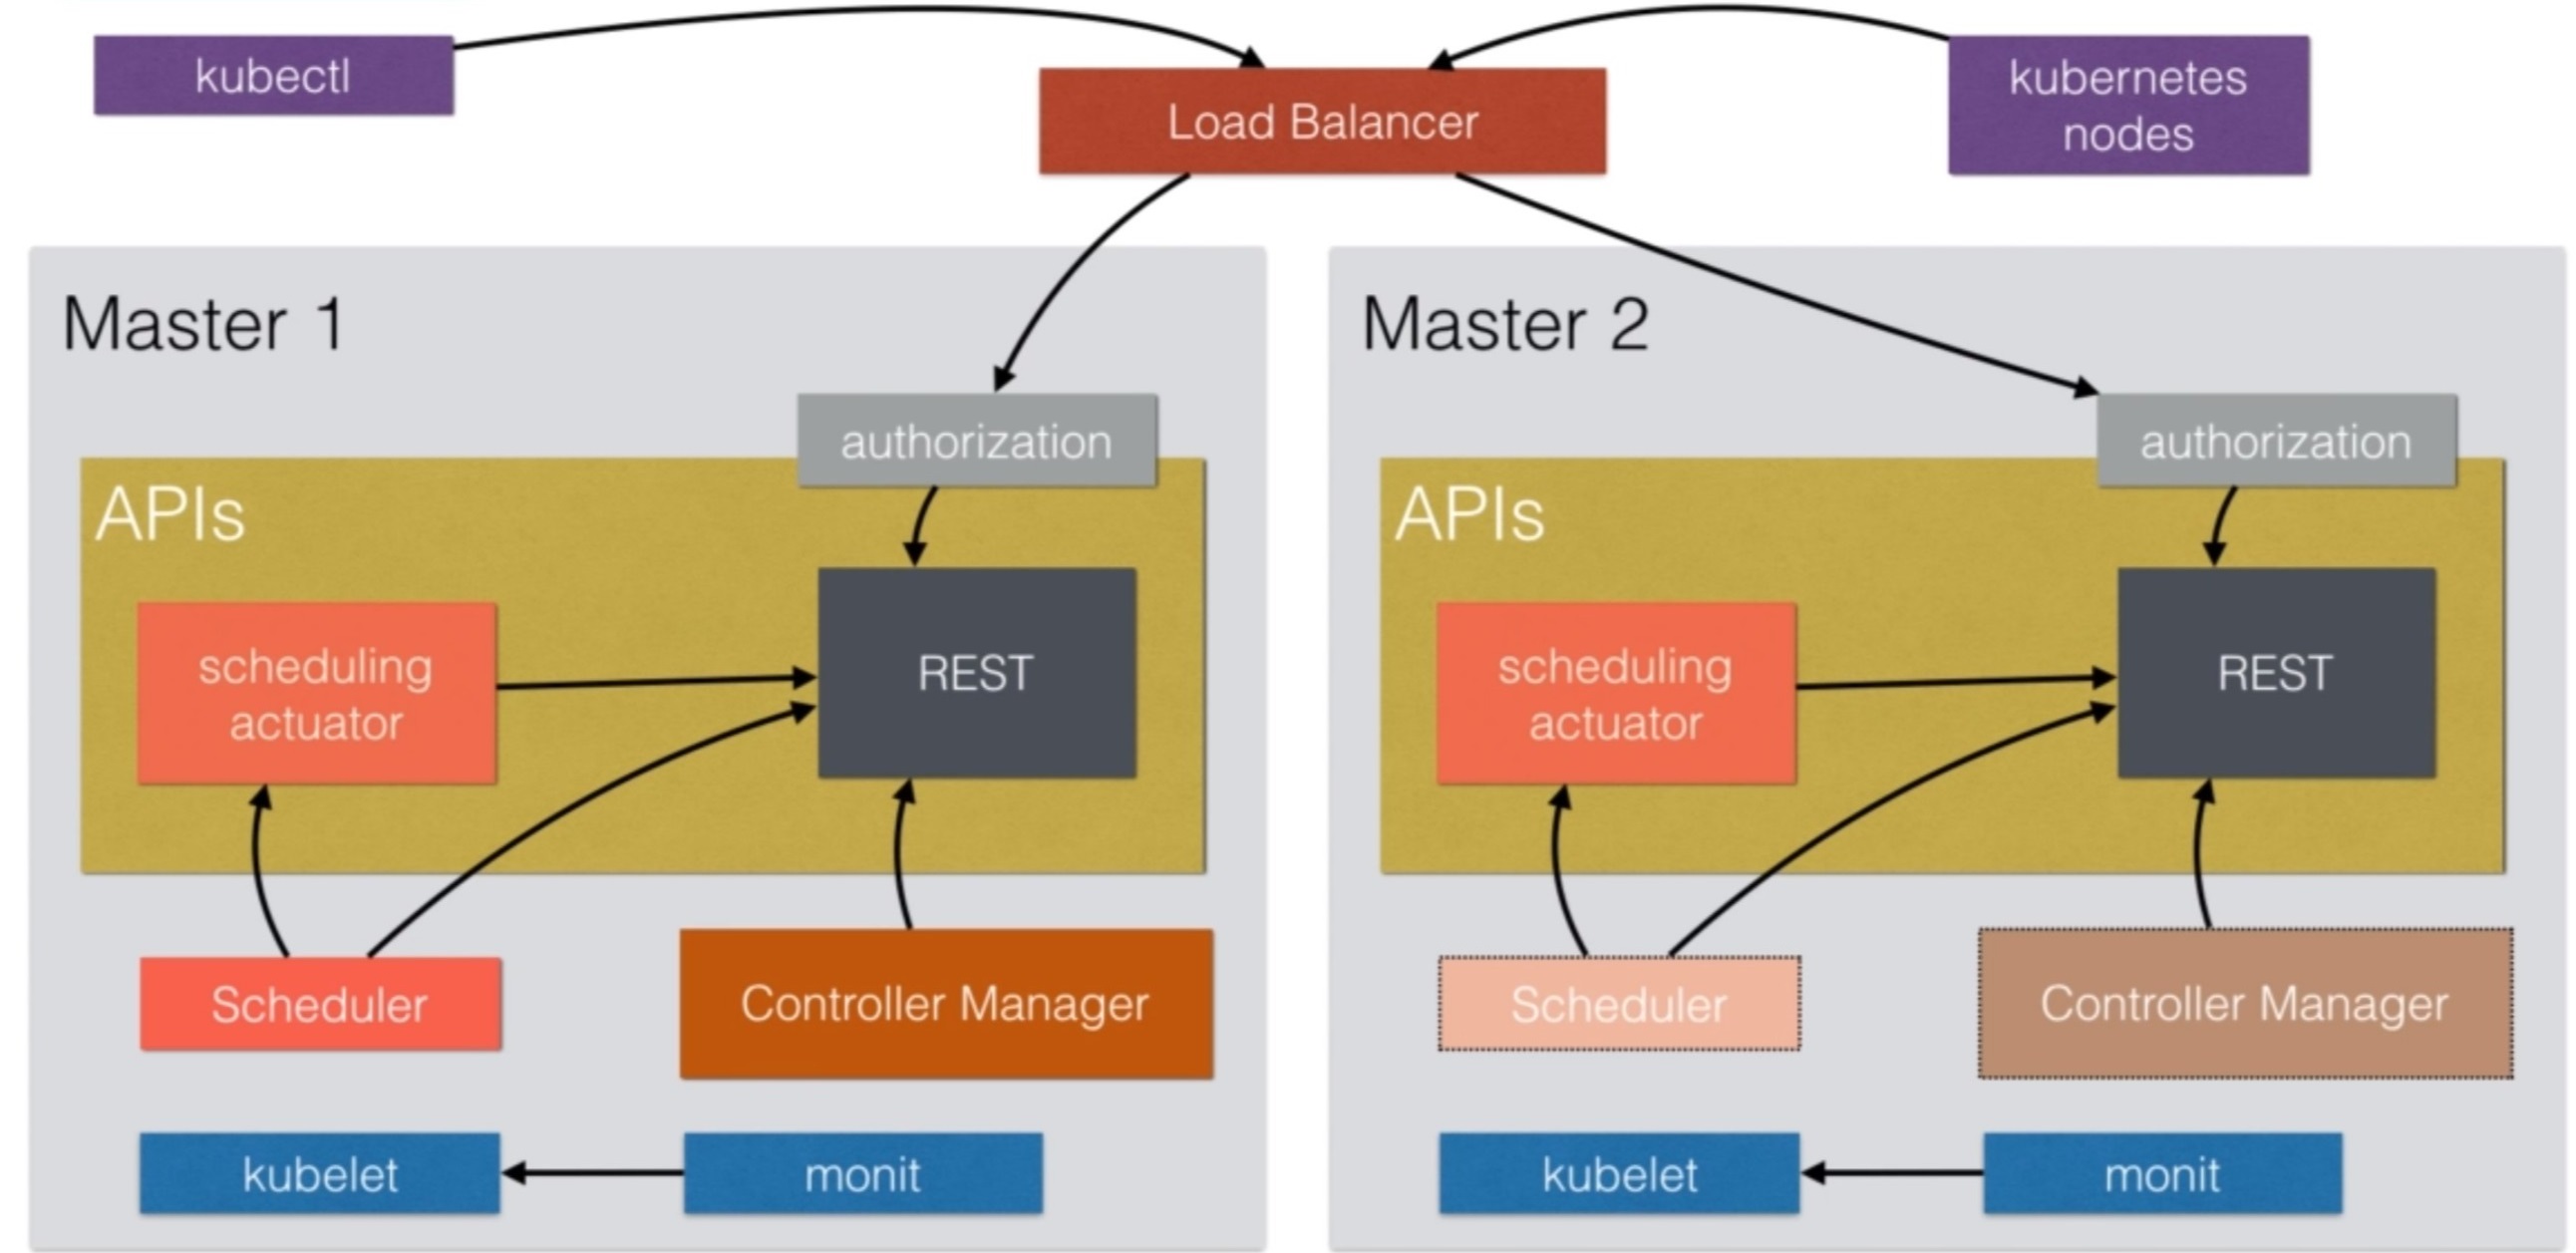 kubectl
Load Balancer
kubernetes
nodes
Master 1
authorization
APIs
scheduling
actuator
REST
Scheduler
Controller Manager
kubelet
monit
Master 2
authorization
APIs
scheduling
actuator
REST
Scheduler
Controller Manager
kubelet
monit